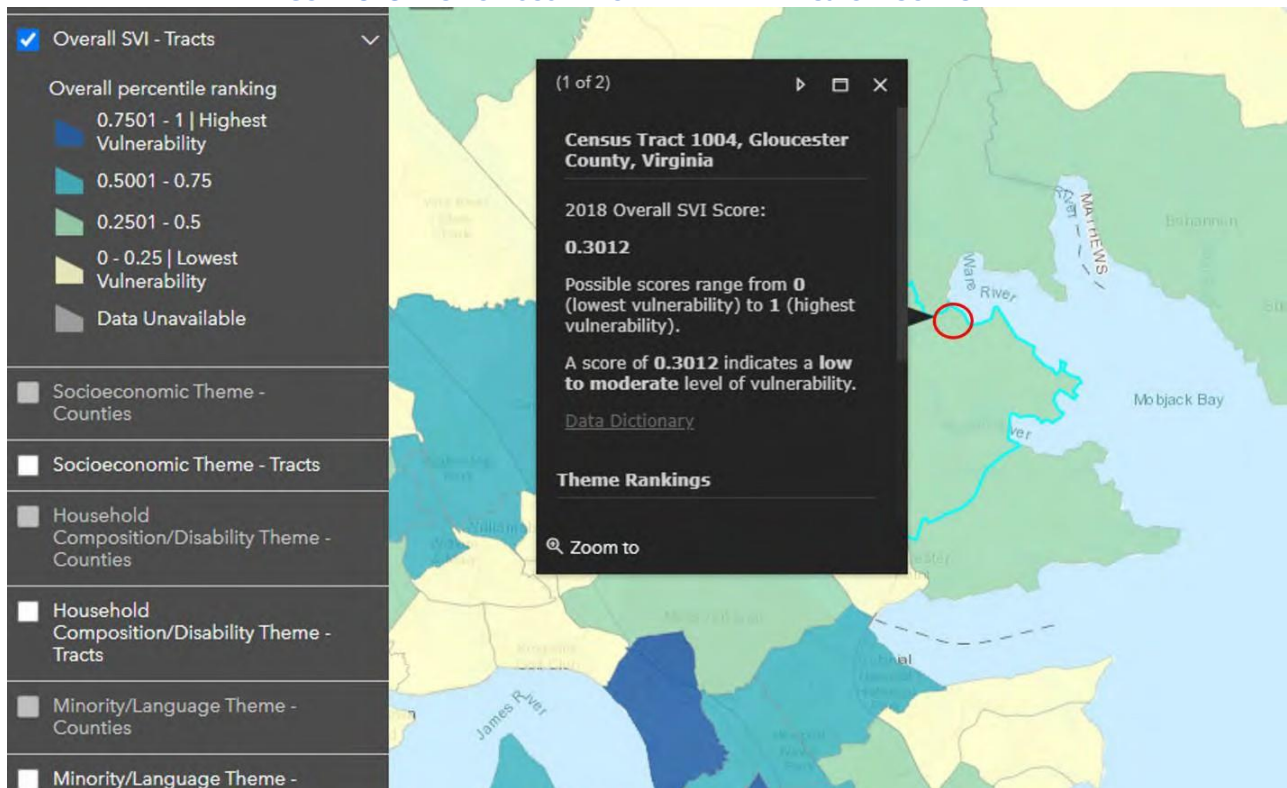 Overall SVI - Tracts
Overall percentile ranking
0.7501 - 1 | Highest
Vulnerability
0.5001 - 0.75
0.2501 - 0.5
0 - 0.25 | Lowest
Vulnerability
Data Unavailable
Socioeconomic Theme -
Counties
Socioeconomic Theme - Tracts
Household
Composition/Disability Theme -
Counties
Household
Composition/Disability Theme -
Tracts
Minority/Language Theme -
Counties
Minority/Language Theme -
(1 of 2)
Census Tract 1004, Gloucester
County, Virginia
2018 Overall SVI Score:
0.3012
Possible scores range from 0
(lowest vulnerability) to 1 (highest
vulnerability).
A score of 0.3012 indicates a low
to moderate level of vulnerability.
Data Dictionary
Theme Rankings
Zoom to
River
MATHEWS
Ware
River
Mobjack Bay
James River